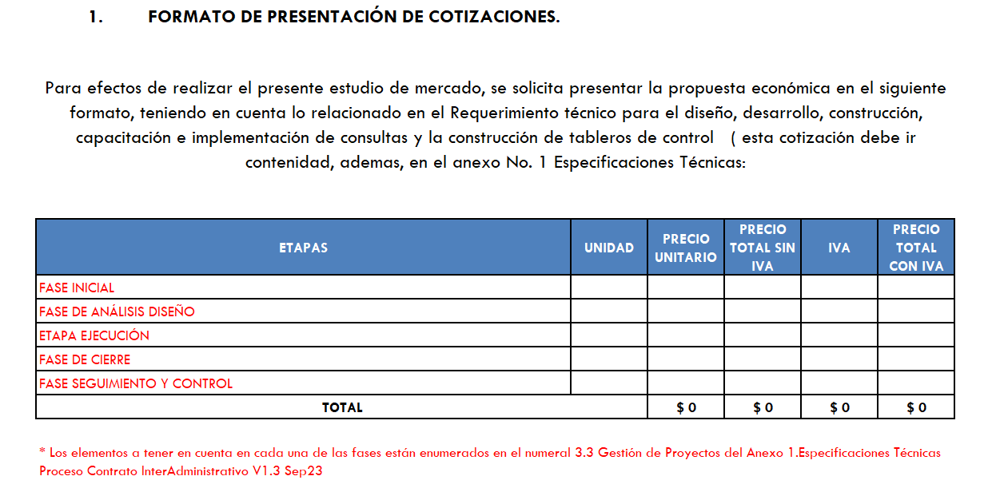 1. FORMATO DE PRESENTACIÓN DE COTIZACIONES.
Para efectos de realizar el presente estudio de mercado, se solicita presentar la propuesta económica en el siguiente
formato, teniendo en cuenta lo relacionado en el Requerimiento técnico para el diseño, desarrollo, construcción,
capacitación e implementación de consultas y la construcción de tableros de control ( esta cotización debe ir
contenidad, ademas, en el anexo No. 1 Especificaciones Técnicas:
ETAPAS UNIDAD PRECIO UNITARIO PRECIO TOTAL SIN IVA IVA PRECIO TOTAL CON IVA
FASE INICIAL
FASE DE ANÁLISIS DISEÑO
ETAPA EJECUCIÓN
FASE DE CIERRE
FASE SEGUIMIENTO Y CONTROL
TOTAL $ 0 $ 0 $ 0 $ 0
* Los elementos a tener en cuenta en cada una de las fases están enumerados en el numeral 3.3 Gestión de Proyectos del Anexo 1.Especificaciones Técnicas
Proceso Contrato InterAdministrativo V1.3 Sep23